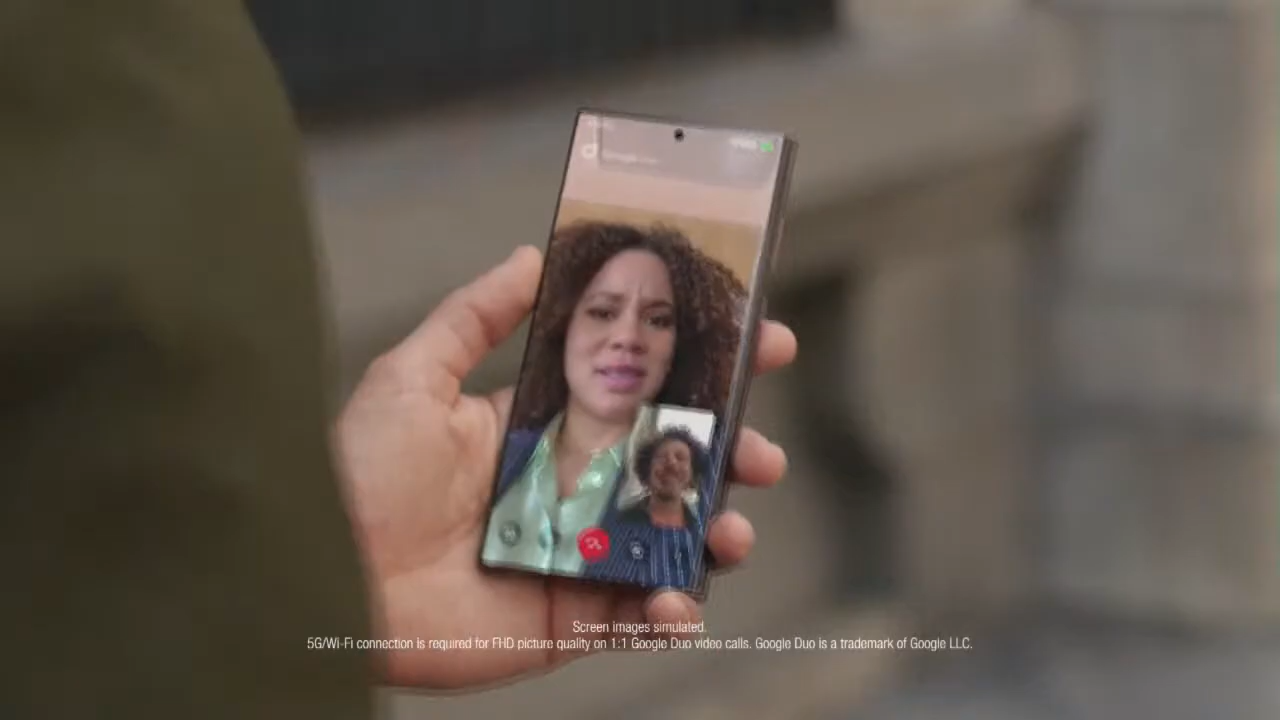 Screen images simulated.
5G/Wi-Fi connection is required for FHD picture quality on 1:1 Google Duo video calls. Google Duo is a trademark of Google LLC.